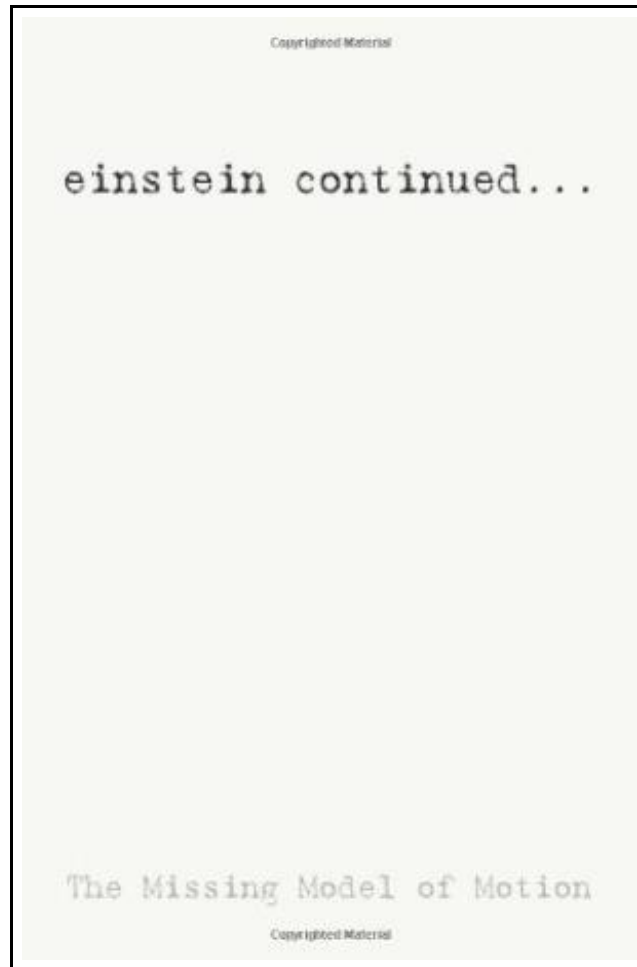 Copyrighted Material
einstein continued...
The Missing Model of Motion
Copyrighted Material